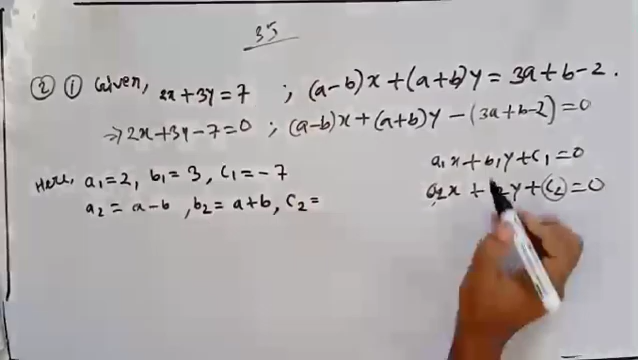 35
② ① Given, 2x+3y=7 ; (a-b)x+(a+b)y = 3a+b-2.
⇒ 2x+3y-7=0 ; (a-b)x+(a+b)y-(3a+b-2)=0
a₁x+b₁y+c₁=0
Here, a₁=2, b₁=3, c₁=-7
a₂x + 2y+c₂=0
a₂= a-b, b₂= a+b, c₂=